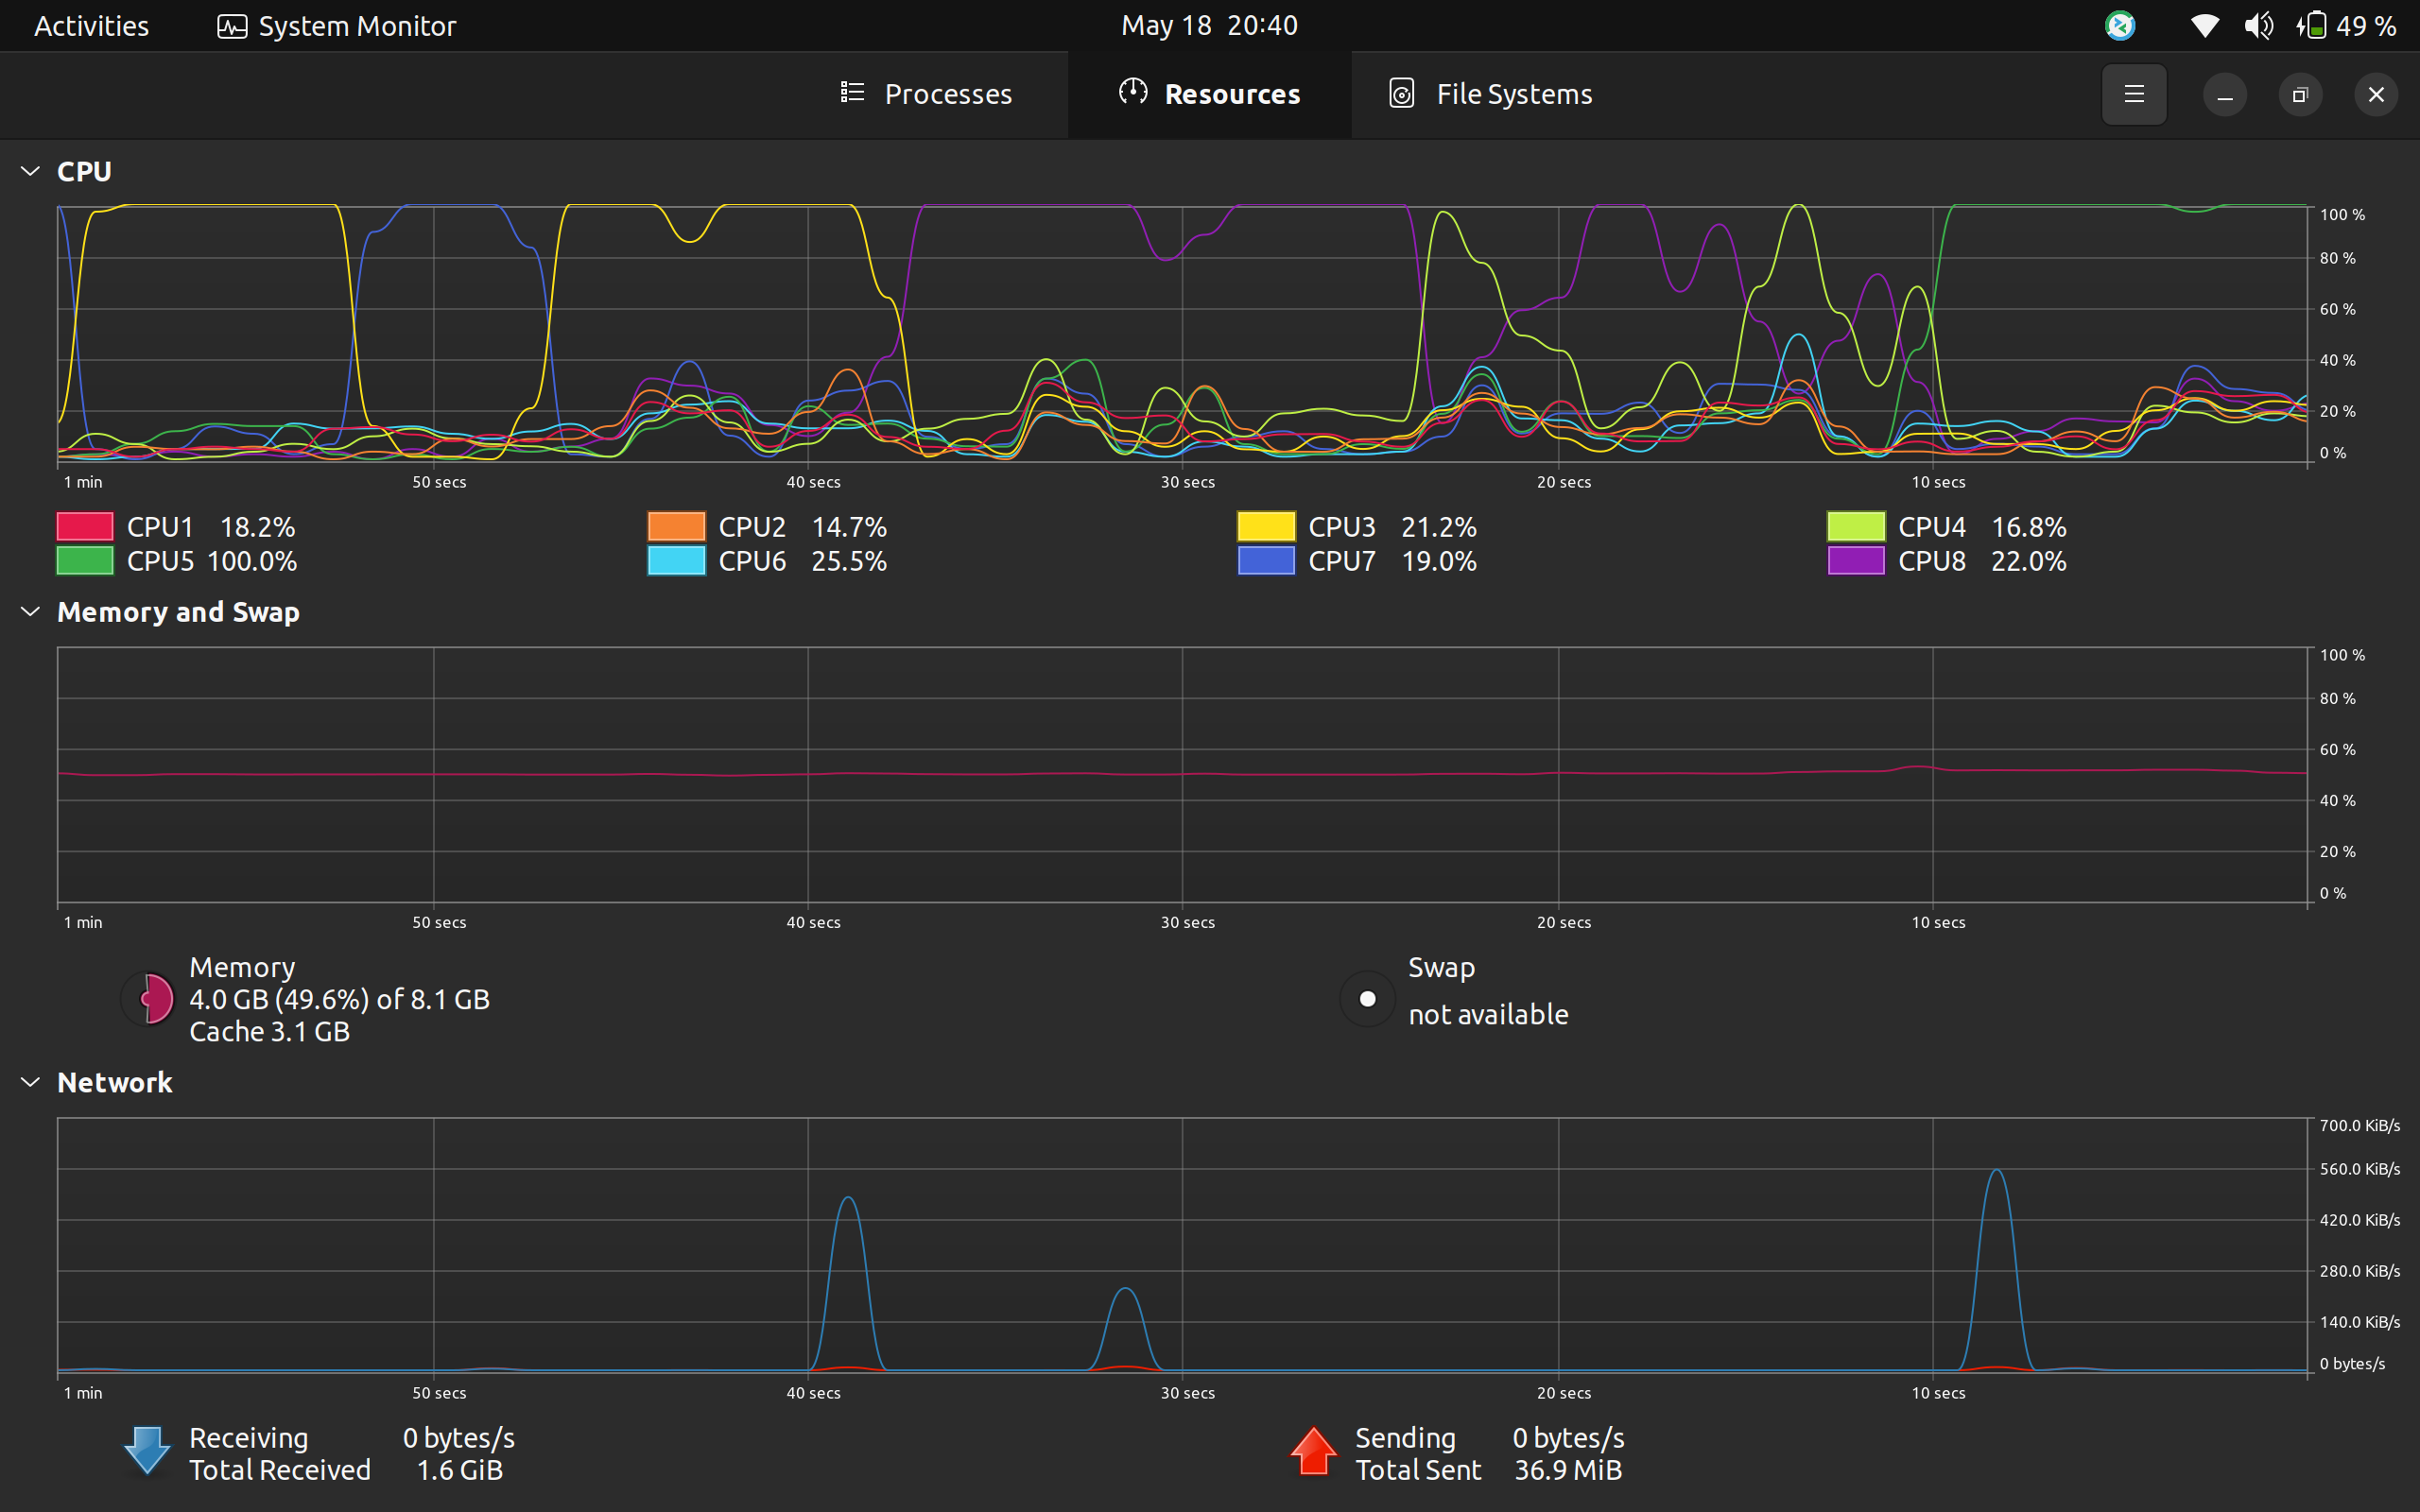 Activities System Monitor May 18 20:40 49 %
Processes Resources File Systems
CPU
100 %
80 %
60 %
40 %
20 %
0 %
1 min 50 secs 40 secs 30 secs 20 secs 10 secs
CPU1 18.2% CPU2 14.7% CPU3 21.2% CPU4 16.8%
CPU5 100.0% CPU6 25.5% CPU7 19.0% CPU8 22.0%
Memory and Swap
100 %
80 %
60 %
40 %
20 %
0 %
1 min 50 secs 40 secs 30 secs 20 secs 10 secs
Memory
4.0 GB (49.6%) of 8.1 GB
Cache 3.1 GB
Swap
not available
Network
700.0 KiB/s
560.0 KiB/s
420.0 KiB/s
280.0 KiB/s
140.0 KiB/s
0 bytes/s
1 min 50 secs 40 secs 30 secs 20 secs 10 secs
Receiving 0 bytes/s
Total Received 1.6 GiB
Sending 0 bytes/s
Total Sent 36.9 MiB